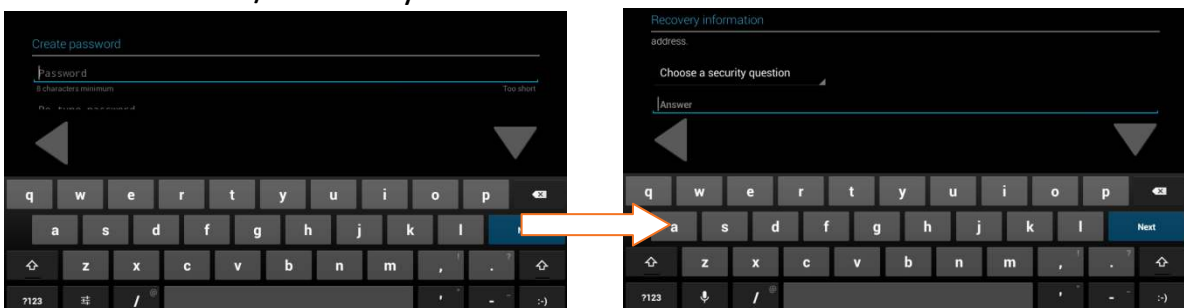 Create password
Password
8 characters minimum Too short
q w e r t y u i o p
a s d f g h j k l
z x c v b n m , ! . ?
?123 / @ ' - :-)
Recovery information
address.
Choose a security question
Answer
q w e r t y u i o p
a s d f g h j k l Next
z x c v b n m , ! . ?
?123 / @ ' - :-)